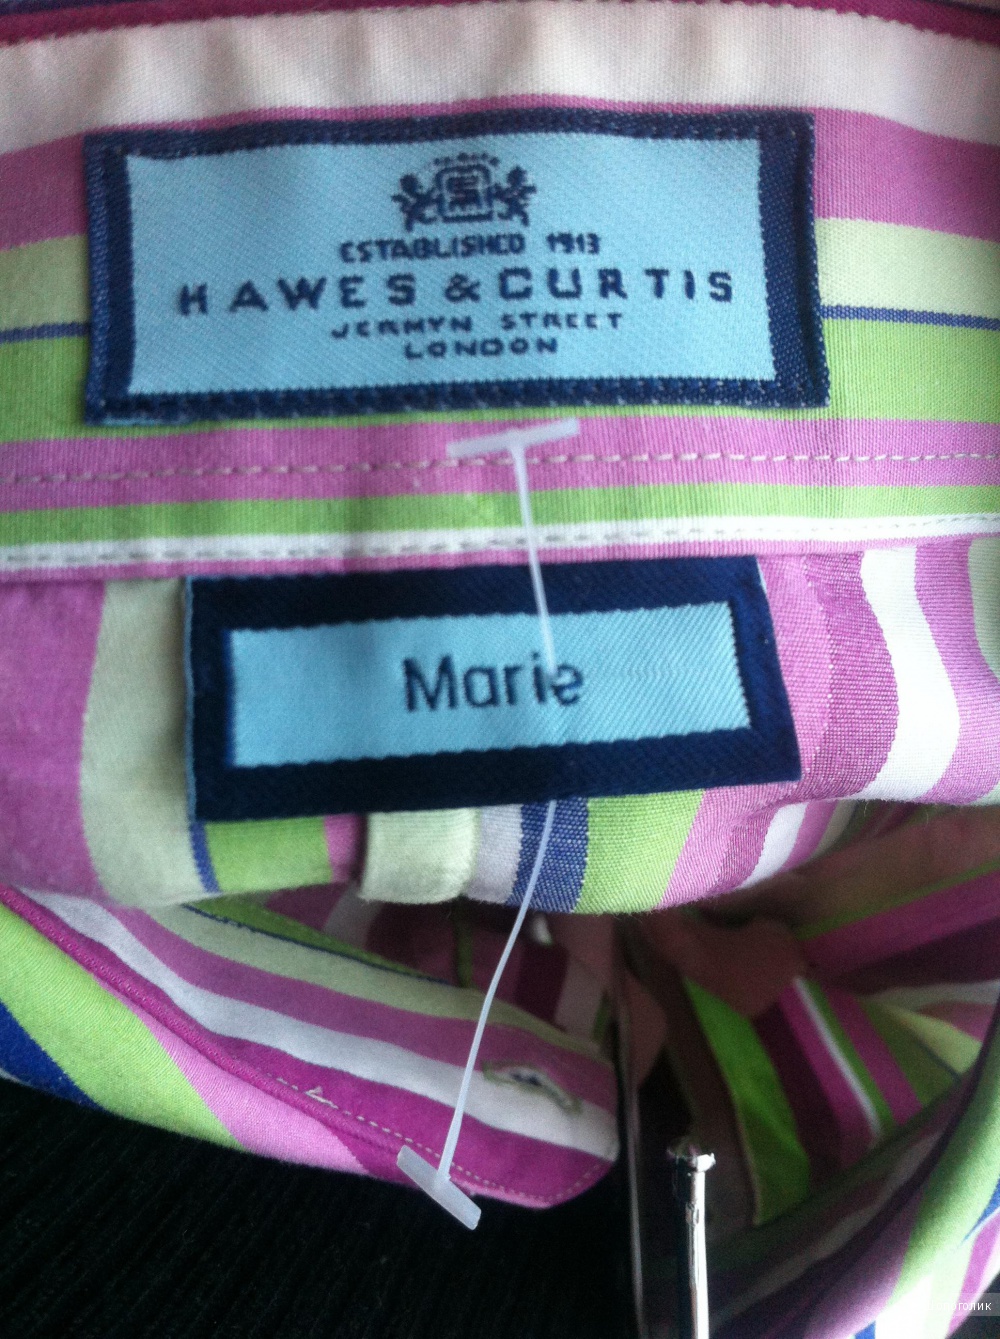 ESTABLISHED 1913
HAWES & CURTIS
JERMYN STREET
LONDON
Marie